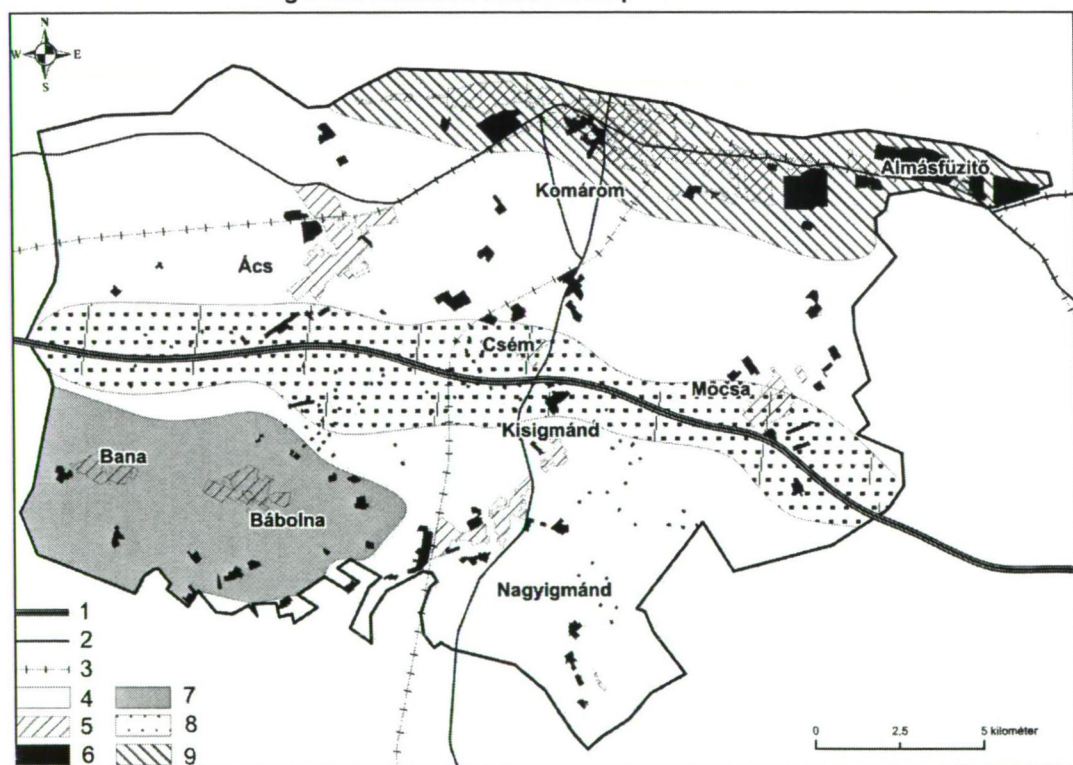 N
W E
S
Almásfüzitő
Komárom
Ács
Csém
Mocsa
Kisigmánd
Bana
Bábolna
Nagyigmánd
1
2
3
4 7
5 8
6 9
0 2,5 5 kilométer